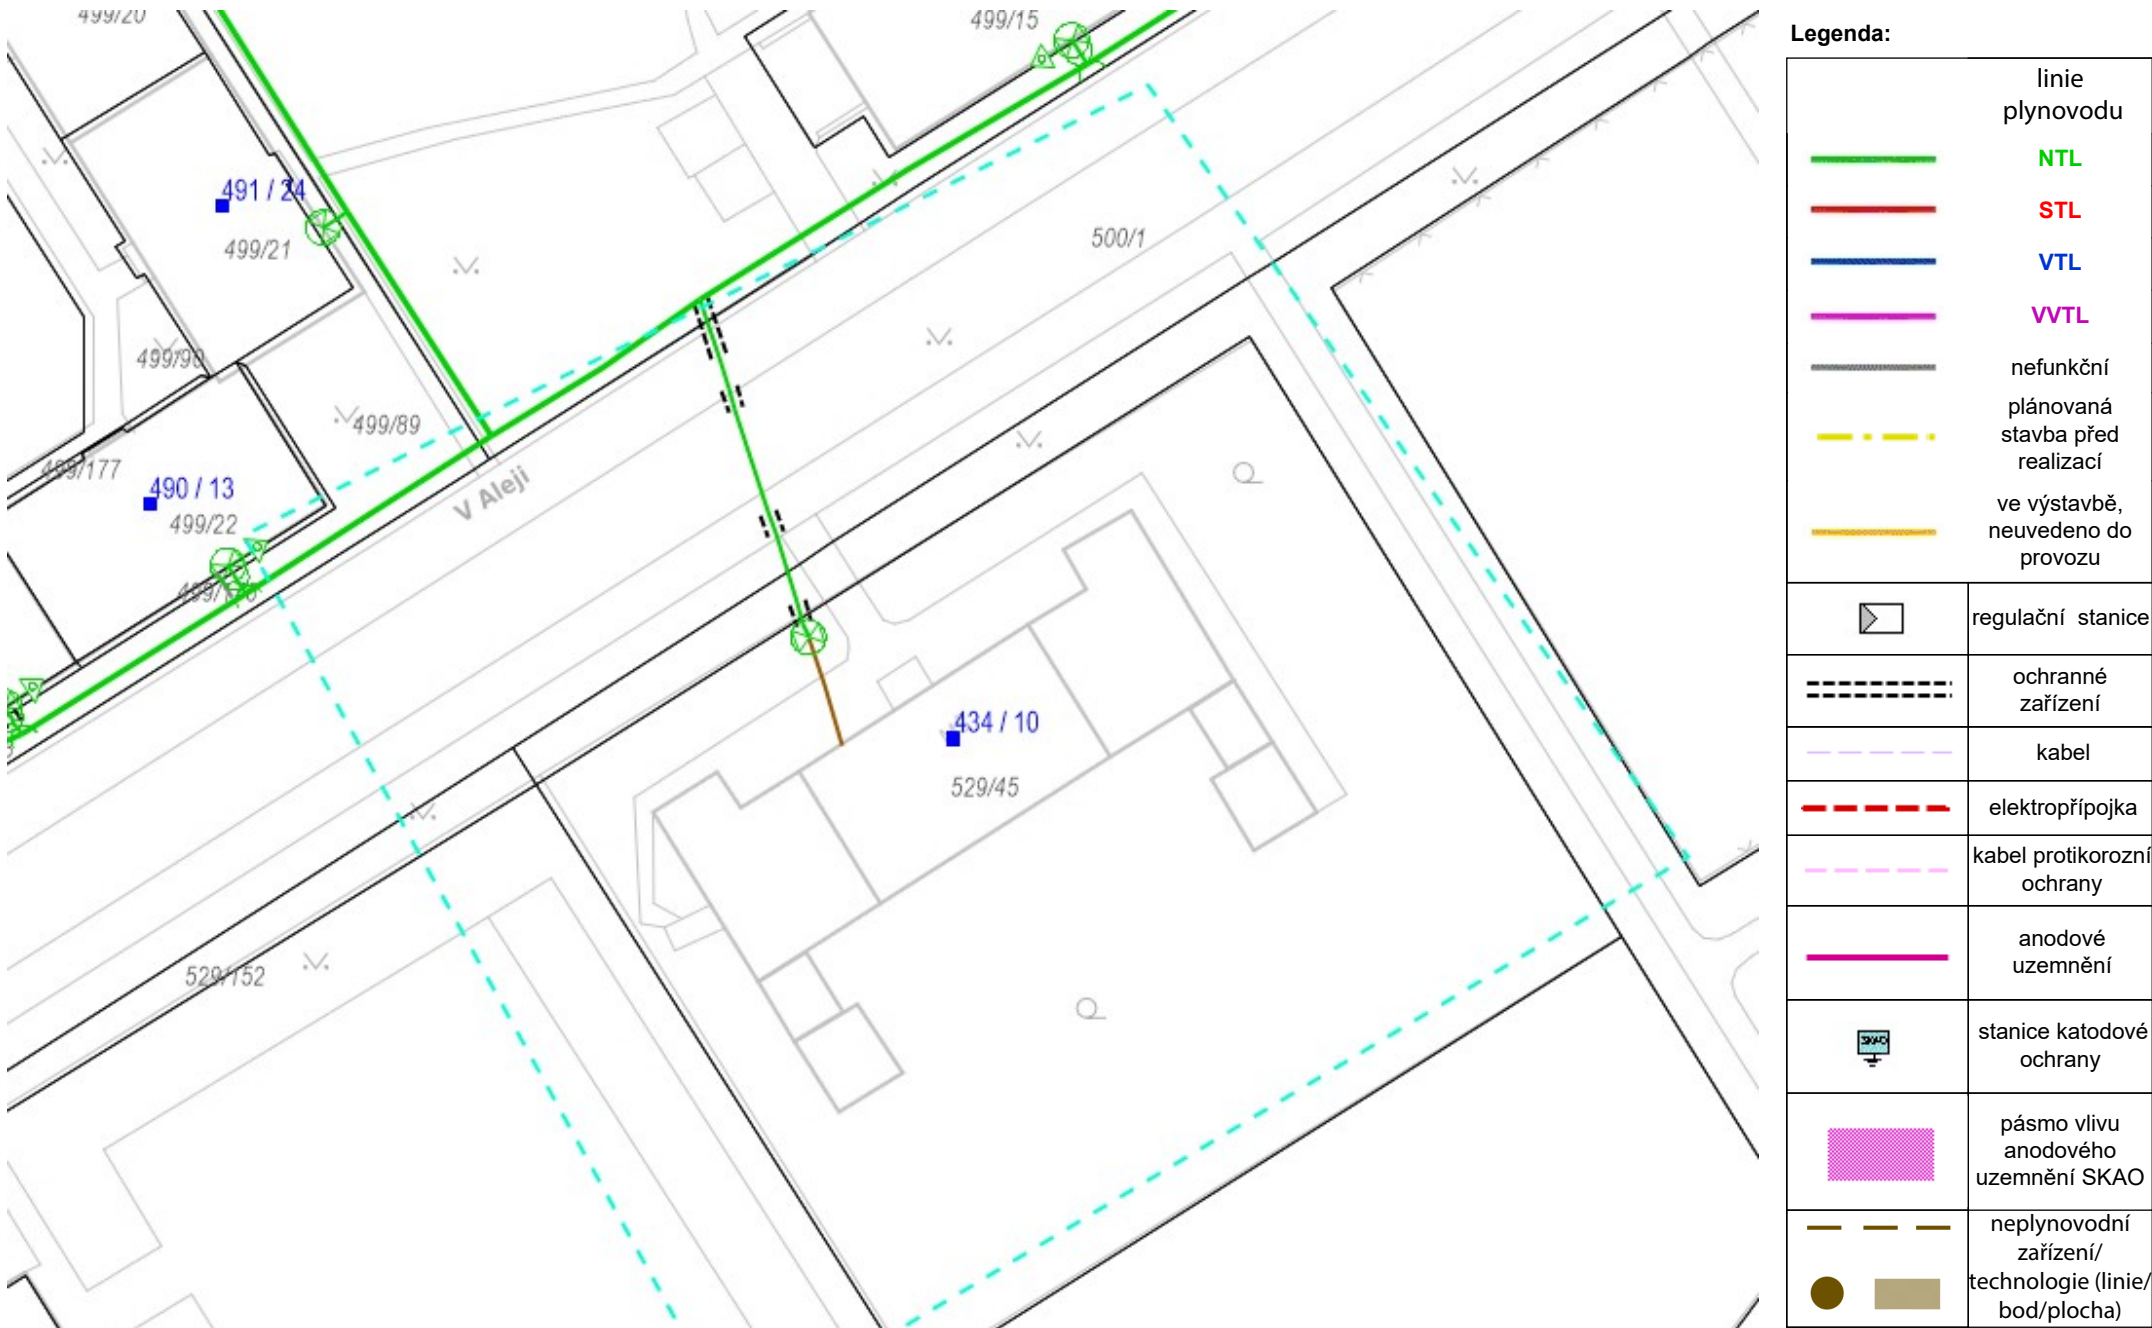 499/20
499/15
491 / 24
499/21
500/1
499/90
499/89
499/177
490 / 13
499/22
V Aleji
434 / 10
529/45
529/152
Legenda:
linie
plynovodu
NTL
STL
VTL
VVTL
nefunkční
plánovaná
stavba před
realizací
ve výstavbě,
neuvedeno do
provozu
regulační stanice
ochranné
zařízení
kabel
elektropřípojka
kabel protikorozní
ochrany
anodové
uzemnění
SKAO
stanice katodové
ochrany
pásmo vlivu
anodového
uzemnění SKAO
neplynovodní
zařízení/
technologie (linie/
bod/plocha)